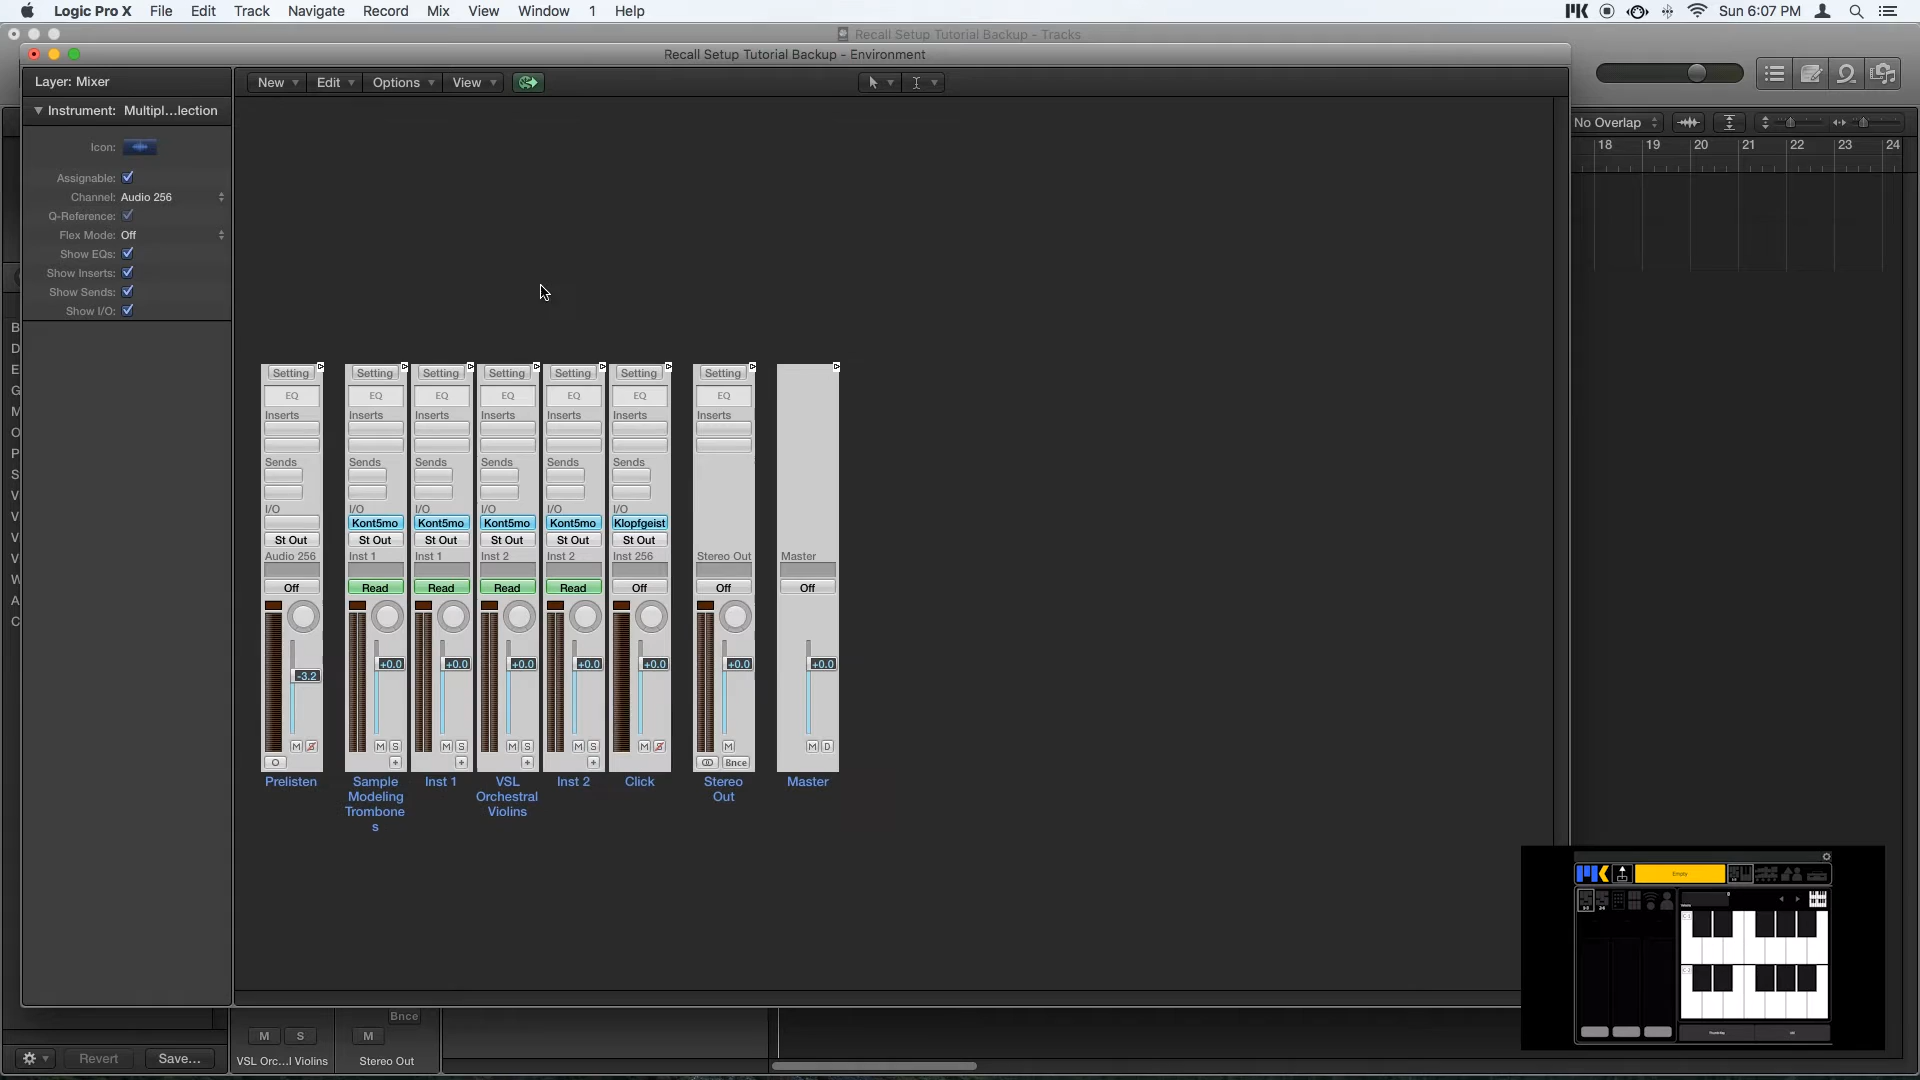 Logic Pro X File Edit Track Navigate Record Mix View Window 1 Help
Sun 6:07 PM
Recall Setup Tutorial Backup - Tracks
Recall Setup Tutorial Backup - Environment
Layer: Mixer
New Edit Options View
Instrument: Multipl...lection
Icon:
Assignable:
Channel: Audio 256
Q-Reference:
Flex Mode: Off
Show EQs:
Show Inserts:
Show Sends:
Show I/O:
No Overlap
18 19 20 21 22 23 24
B
D
E
G
M
O
P
S
V
V
V
V
W
A
C
Setting Setting Setting Setting Setting Setting Setting
EQ EQ EQ EQ EQ EQ EQ
Inserts Inserts Inserts Inserts Inserts Inserts Inserts
Sends Sends Sends Sends Sends Sends
I/O I/O I/O I/O I/O I/O
Kont5mo Kont5mo Kont5mo Kont5mo Klopfgeist
St Out St Out St Out St Out St Out St Out
Audio 256 Inst 1 Inst 1 Inst 2 Inst 2 Inst 256 Stereo Out Master
Off Read Read Read Read Off Off Off
-3.2 +0.0 +0.0 +0.0 +0.0 +0.0 +0.0 +0.0
M S M S M S M S M S M S M M D
Bnce
Prelisten
Sample
Modeling
Trombone
s
Inst 1
VSL
Orchestral
Violins
Inst 2
Click
Stereo
Out
Master
Bnce
M S M
Revert Save...
VSL Orc...l Violins Stereo Out
MK
Empty